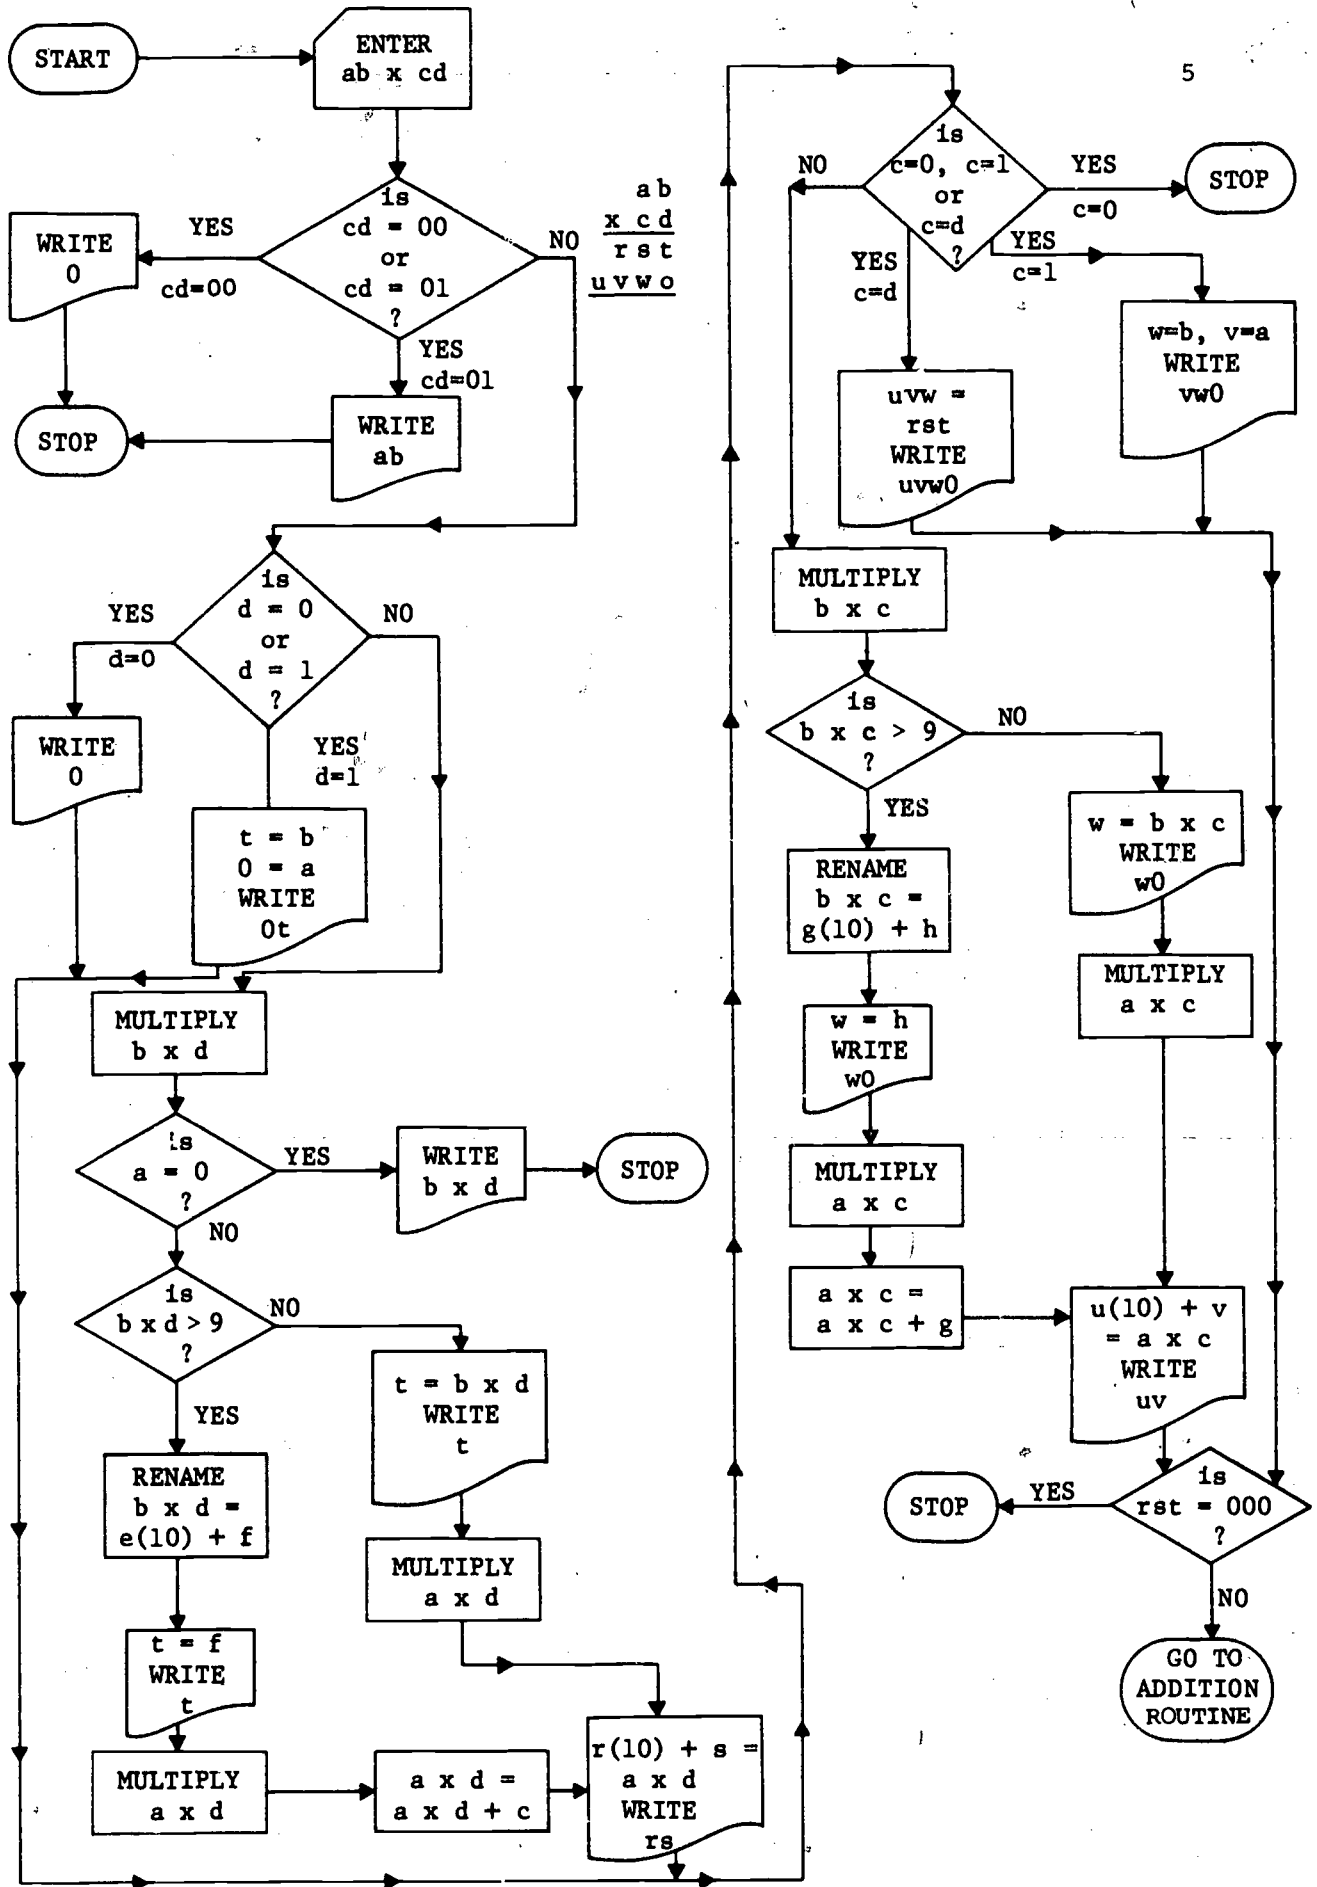 5
START
ENTER
ab x cd
is
cd = 00
or
cd = 01
?
YES
cd=00
WRITE
0
STOP
YES
cd=01
WRITE
ab
NO
ab
x cd
rst
uvwo
is
d = 0
or
d = 1
?
YES
d=0
WRITE
0
YES
d=1
t = b
0 = a
WRITE
0t
NO
MULTIPLY
b x d
is
a = 0
?
YES
WRITE
b x d
STOP
NO
is
b x d > 9
?
NO
t = b x d
WRITE
t
MULTIPLY
a x d
YES
RENAME
b x d =
e(10) + f
t = f
WRITE
t
MULTIPLY
a x d
a x d =
a x d + c
r(10) + s =
a x d
WRITE
rs
is
c=0, c=1
or
c=d
?
YES
c=0
STOP
YES
c=1
w=b, v=a
WRITE
vw0
YES
c=d
uvw =
rst
WRITE
uvw0
NO
MULTIPLY
b x c
is
b x c > 9
?
NO
w = b x c
WRITE
w0
MULTIPLY
a x c
YES
RENAME
b x c =
g(10) + h
w = h
WRITE
w0
MULTIPLY
a x c
a x c =
a x c + g
u(10) + v
= a x c
WRITE
uv
is
rst = 000
?
YES
STOP
NO
GO TO
ADDITION
ROUTINE